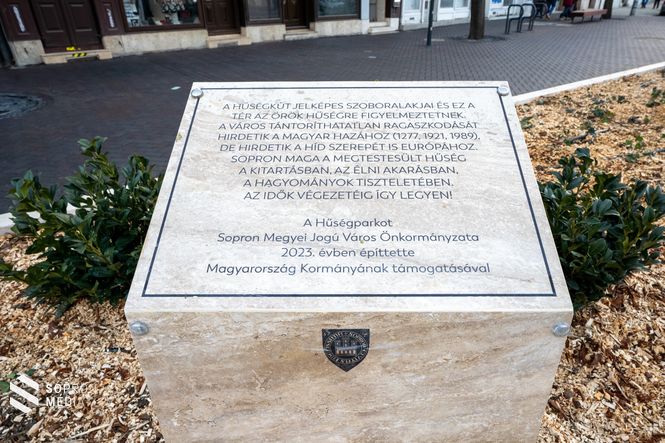 A HŰSÉGKÚT JELKÉPES SZOBORALAKJAI ÉS EZ A
TÉR AZ ÖRÖK HŰSÉGRE FIGYELMEZTETNEK.
A VÁROS TÁNTORÍTHATATLAN RAGASZKODÁSÁT
HIRDETIK A MAGYAR HAZÁHOZ (1277, 1921, 1989),
DE HIRDETIK A HÍD SZEREPÉT IS EURÓPÁHOZ.
SOPRON MAGA A MEGTESTESÜLT HŰSÉG
A KITARTÁSBAN, AZ ÉLNI AKARÁSBAN,
A HAGYOMÁNYOK TISZTELETÉBEN.
AZ IDŐK VÉGEZETÉIG ÍGY LEGYEN!
A Hűségparkot
Sopron Megyei Jogú Város Önkormányzata
2023. évben építtette
Magyarország Kormányának támogatásával
SOPRON
MEDIA